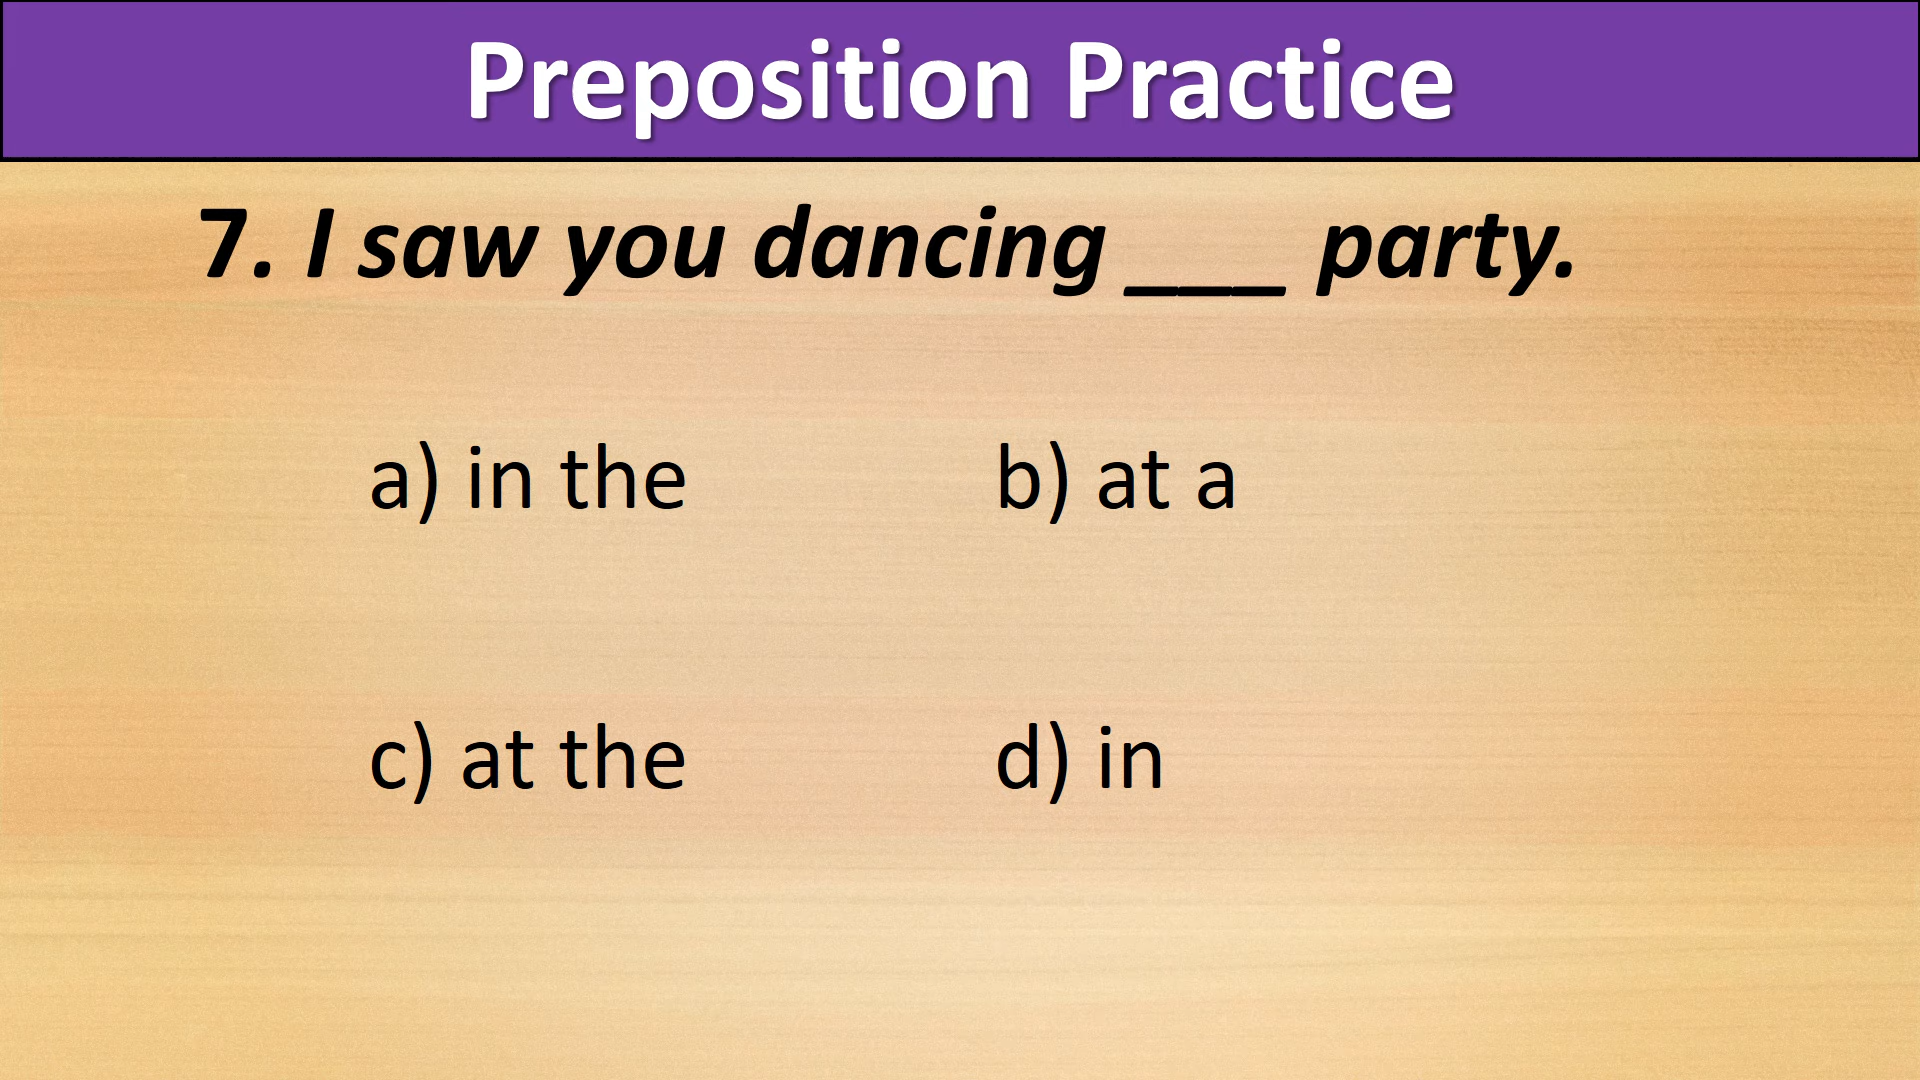 Preposition Practice
7. I saw you dancing ___ party.
a) in the b) at a
c) at the d) in